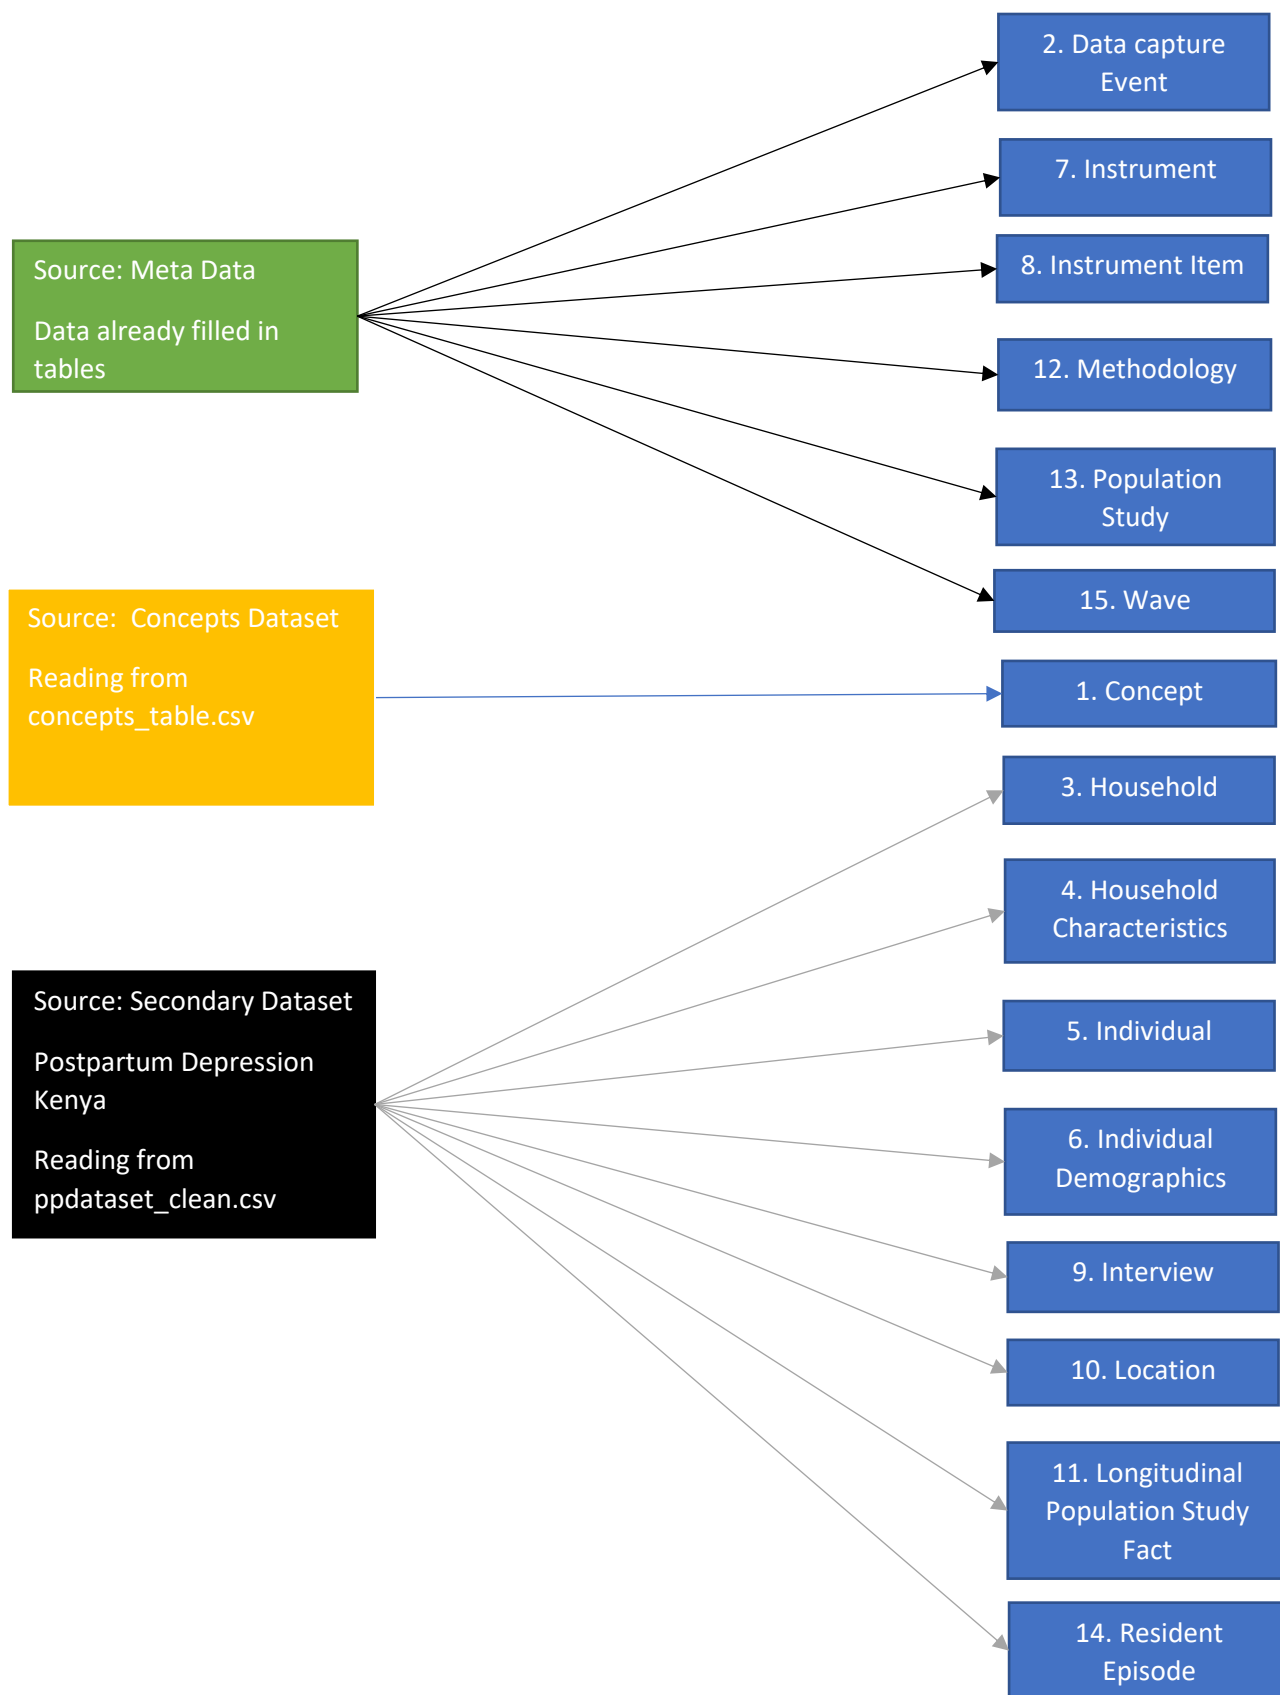 2. Data capture
Event
7. Instrument
8. Instrument Item
12. Methodology
13. Population
Study
15. Wave
Source: Meta Data
Data already filled in
tables
Source:  Concepts Dataset
Reading from
concepts_table.csv
1. Concept
3. Household
4. Household
Characteristics
5. Individual
6. Individual
Demographics
9. Interview
10. Location
11. Longitudinal
Population Study
Fact
14. Resident
Episode
Source: Secondary Dataset
Postpartum Depression
Kenya
Reading from
ppdataset_clean.csv